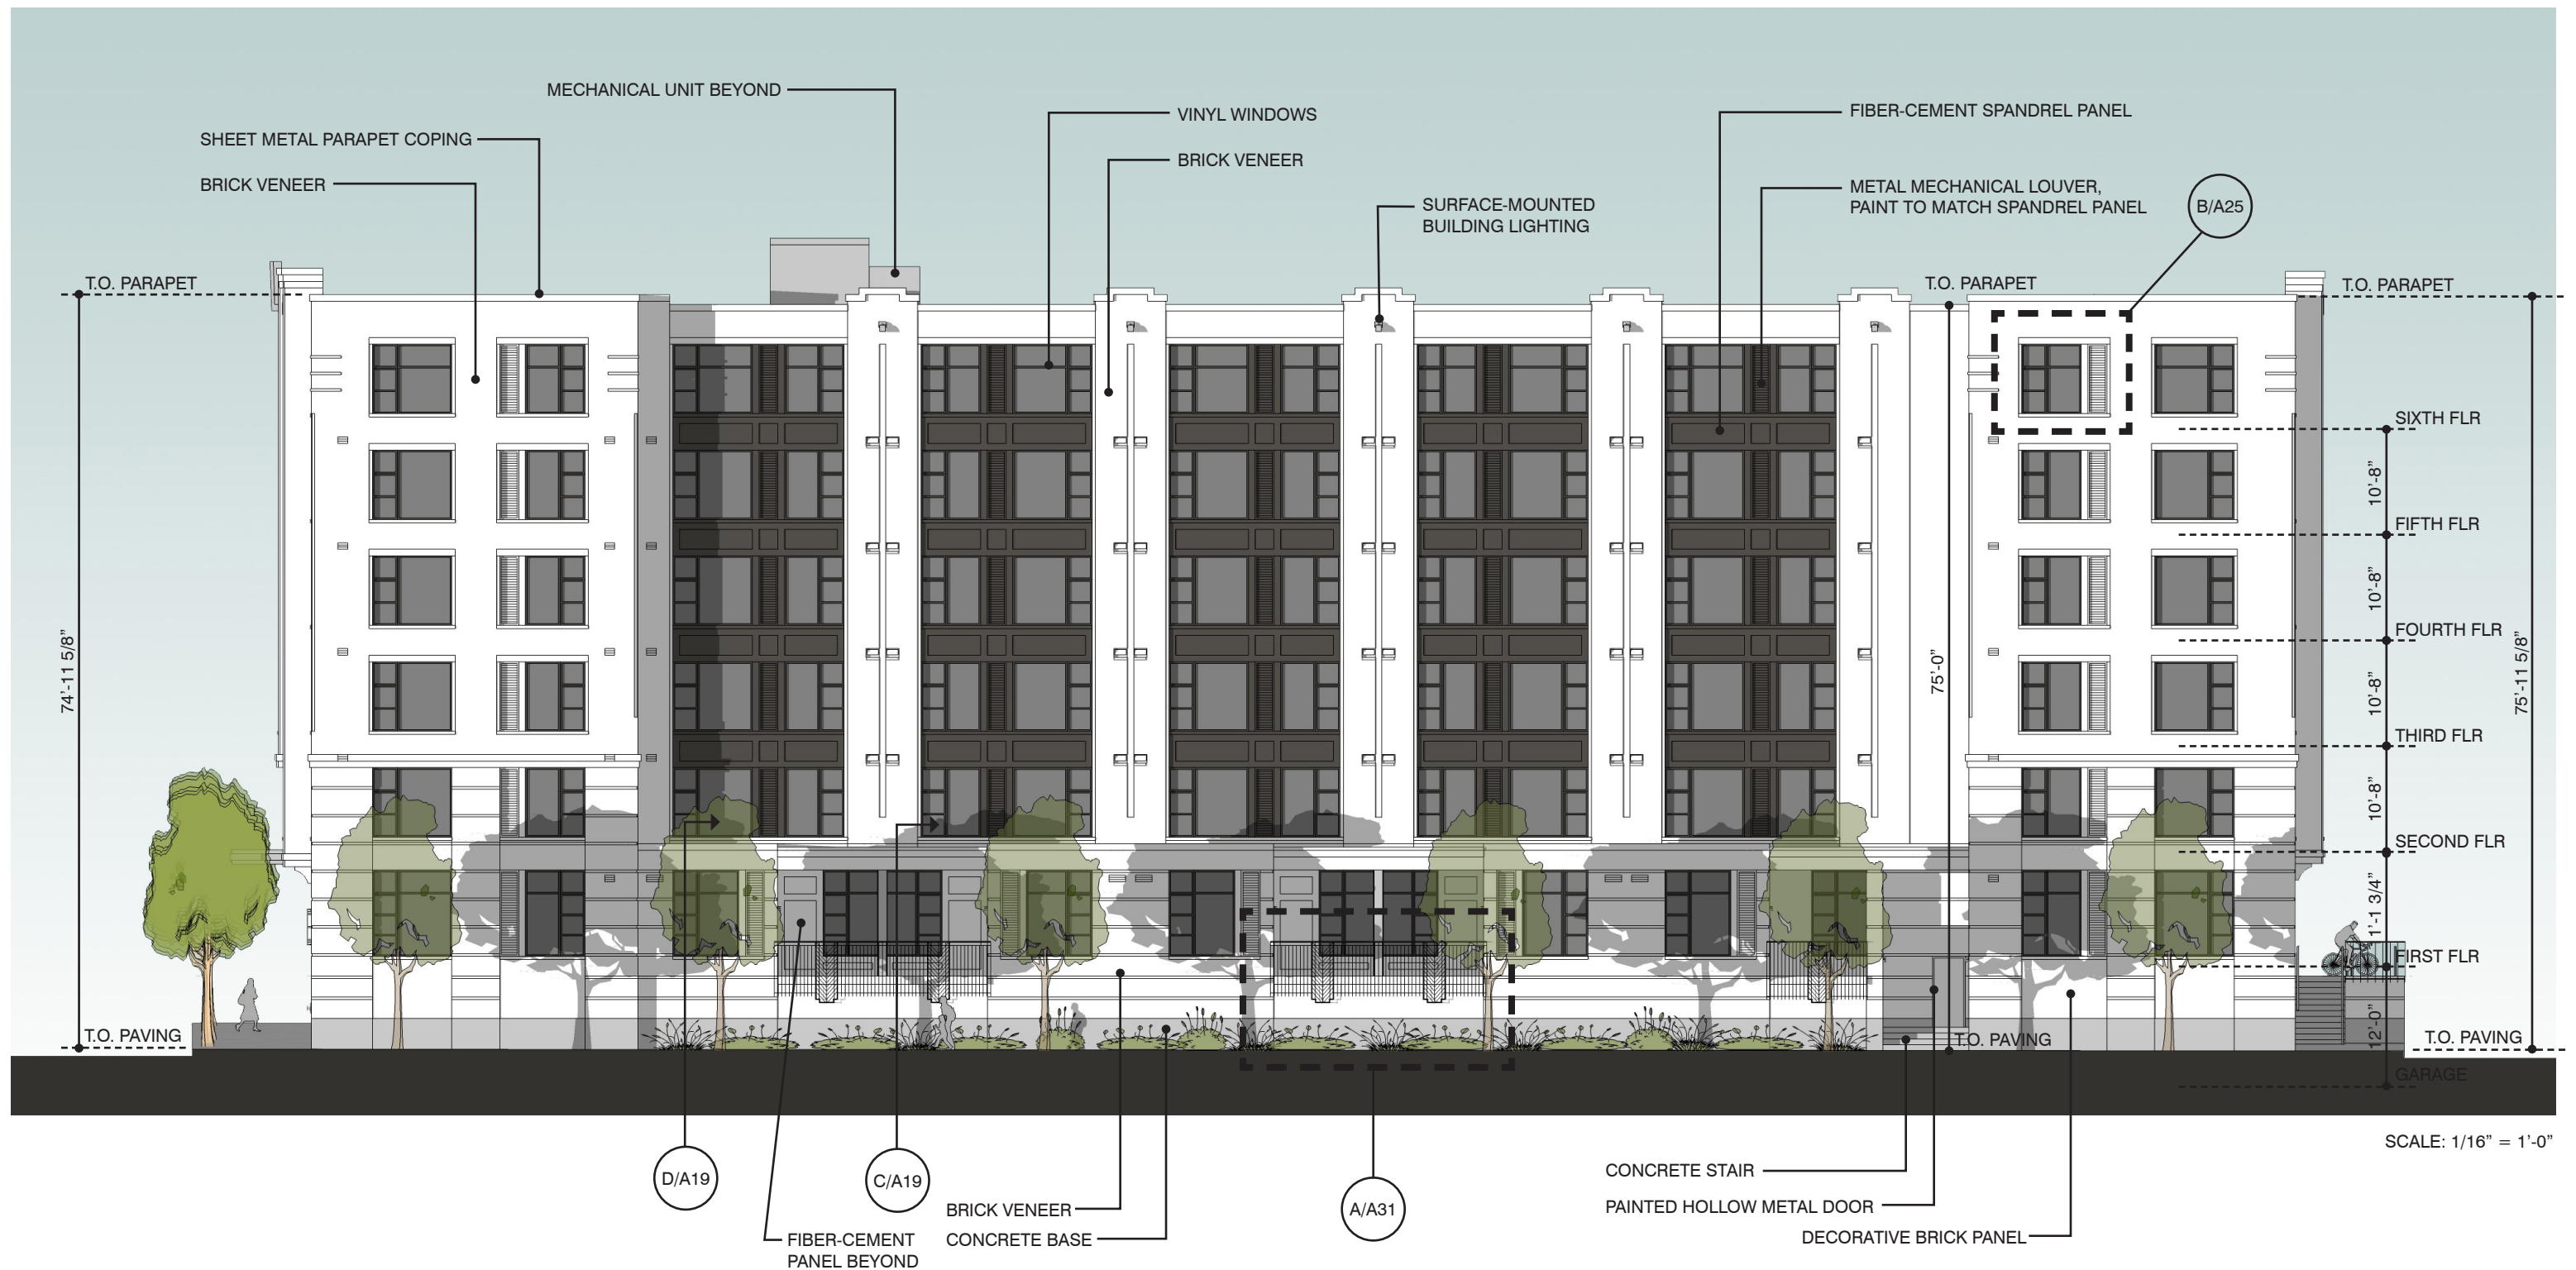 MECHANICAL UNIT BEYOND
VINYL WINDOWS
FIBER-CEMENT SPANDREL PANEL
SHEET METAL PARAPET COPING
BRICK VENEER
BRICK VENEER
METAL MECHANICAL LOUVER,
PAINT TO MATCH SPANDREL PANEL
B/A25
SURFACE-MOUNTED
BUILDING LIGHTING
T.O. PARAPET
T.O. PARAPET
T.O. PARAPET
SIXTH FLR
10'-8"
FIFTH FLR
10'-8"
FOURTH FLR
74'-11 5/8"
75'-0"
10'-8"
75'-11 5/8"
THIRD FLR
10'-8"
SECOND FLR
1'-1 3/4"
FIRST FLR
12'-0"
T.O. PAVING
T.O. PAVING
T.O. PAVING
GARAGE
SCALE: 1/16" = 1'-0"
D/A19
C/A19
A/A31
CONCRETE STAIR
BRICK VENEER
PAINTED HOLLOW METAL DOOR
FIBER-CEMENT
PANEL BEYOND
CONCRETE BASE
DECORATIVE BRICK PANEL